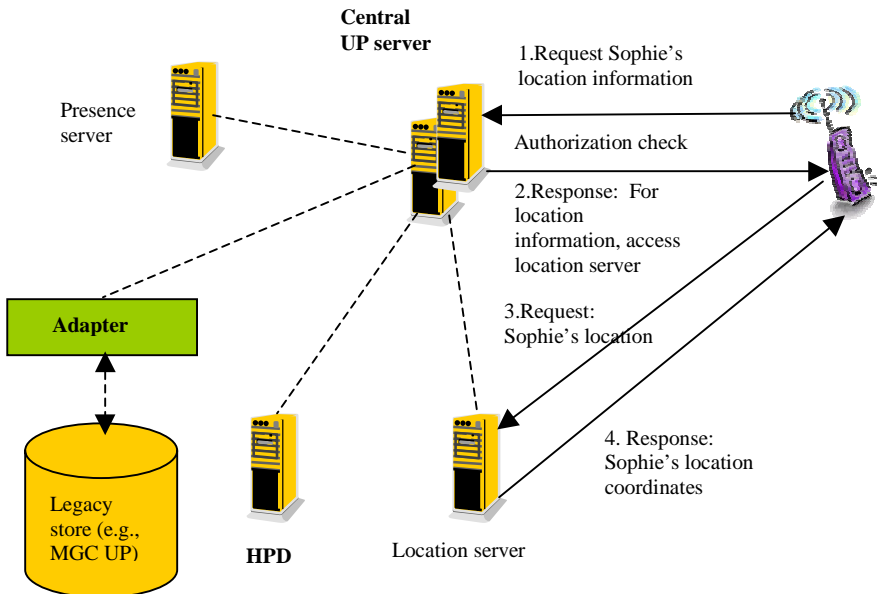 Central
UP server
1.Request Sophie's
location information
Presence
server
Authorization check
2.Response:  For
location
information, access
location server
3.Request:
Sophie's location
Adapter
4. Response:
Sophie's location
coordinates
Legacy
store (e.g.,
MGC UP)
HPD
Location server